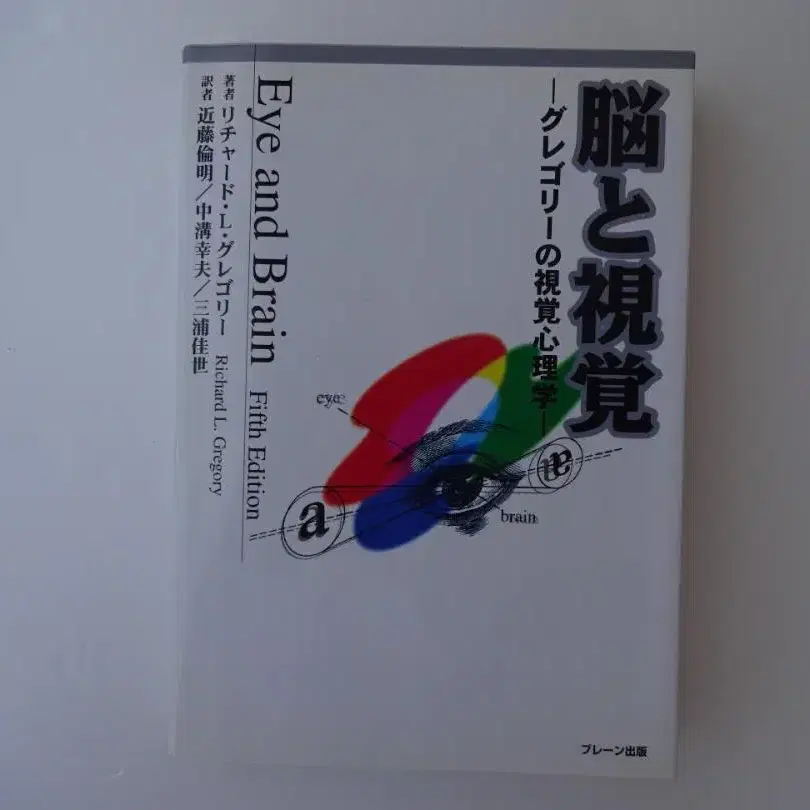 脳と視覚
―グレゴリーの視覚心理学―
Eye and Brain Fifth Edition
著者 リチャード・L・グレゴリー Richard L. Gregory
訳者 近藤倫明／中溝幸夫／三浦佳世
eye
a
æ
brain
ブレーン出版